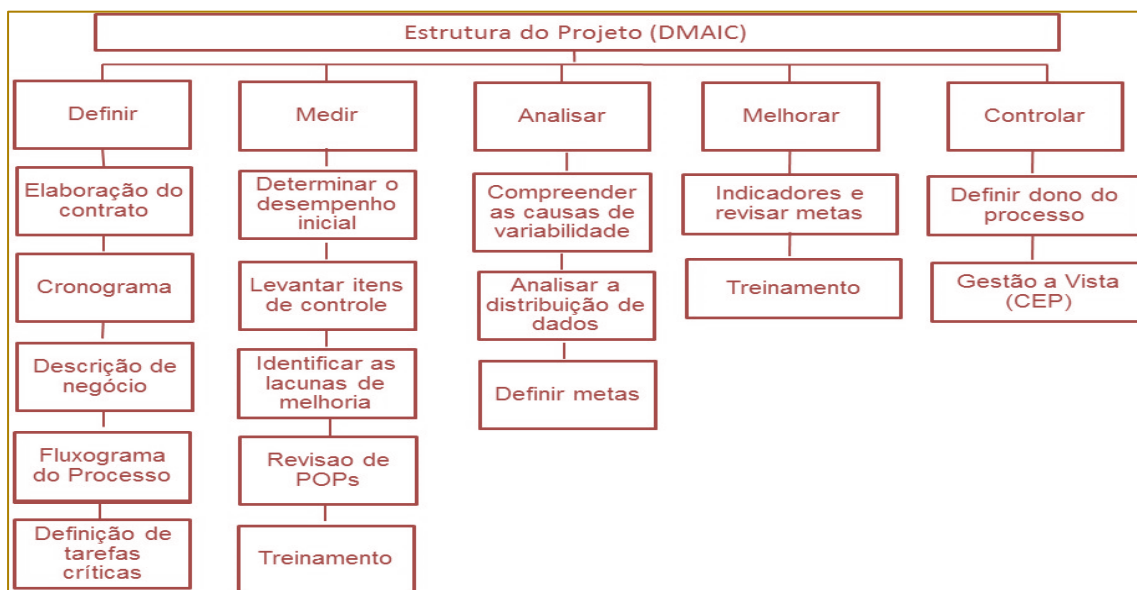 Estrutura do Projeto (DMAIC)
Definir
Elaboração do
contrato
Cronograma
Descrição de
negócio
Fluxograma
do Processo
Definição de
tarefas
críticas
Medir
Determinar o
desempenho
inicial
Levantar itens
de controle
Identificar as
lacunas de
melhoria
Revisao de
POPs
Treinamento
Analisar
Compreender
as causas de
variabilidade
Analisar a
distribuição de
dados
Definir metas
Melhorar
Indicadores e
revisar metas
Treinamento
Controlar
Definir dono do
processo
Gestão a Vista
(CEP)